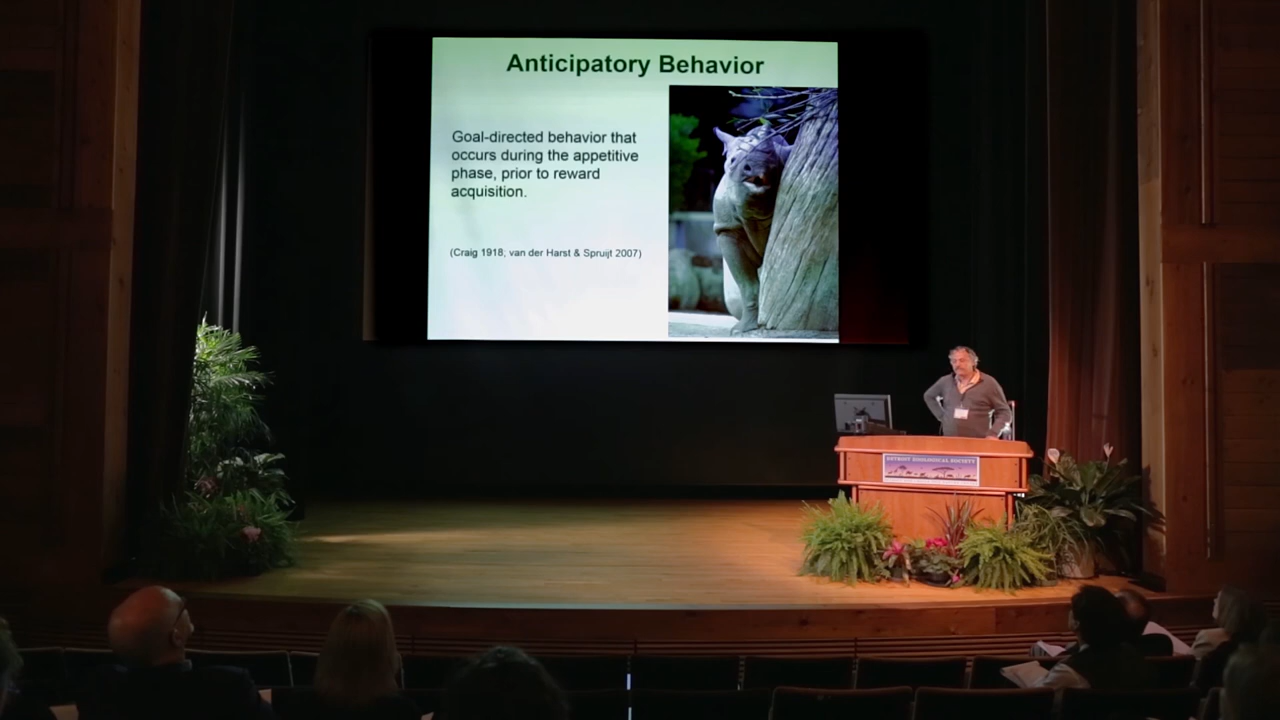 Anticipatory Behavior
Goal-directed behavior that
occurs during the appetitive
phase, prior to reward
acquisition.
(Craig 1918; van der Harst & Spruijt 2007)
DETROIT ZOOLOGICAL SOCIETY